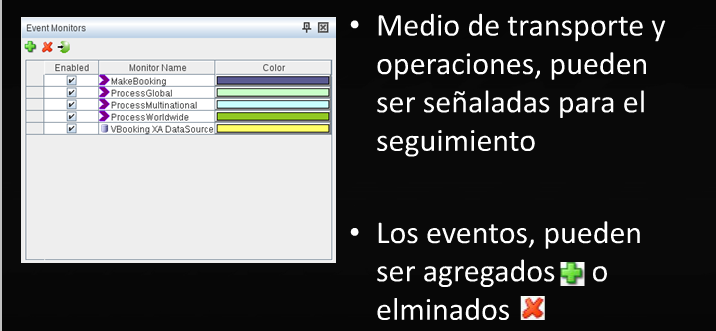 Event Monitors
Enabled Monitor Name Color
MakeBooking
ProcessGlobal
ProcessMultinational
ProcessWorldwide
VBooking XA DataSource
• Medio de transporte y
operaciones, pueden
ser señaladas para el
seguimiento
• Los eventos, pueden
ser agregados o
elminados